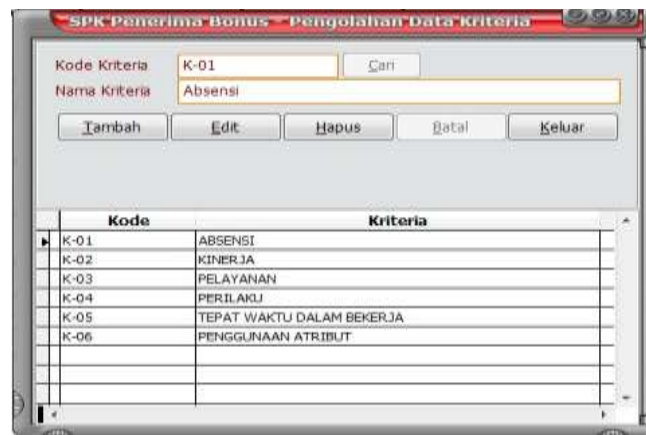 SPK Penerima Bonus - Pengolahan Data Kriteria
Kode Kriteria K-01 Cari
Nama Kriteria Absensi
Tambah Edit Hapus Batal Keluar
Kode Kriteria
K-01 ABSENSI
K-02 KINERJA
K-03 PELAYANAN
K-04 PERILAKU
K-05 TEPAT WAKTU DALAM BEKERJA
K-06 PENGGUNAAN ATRIBUT